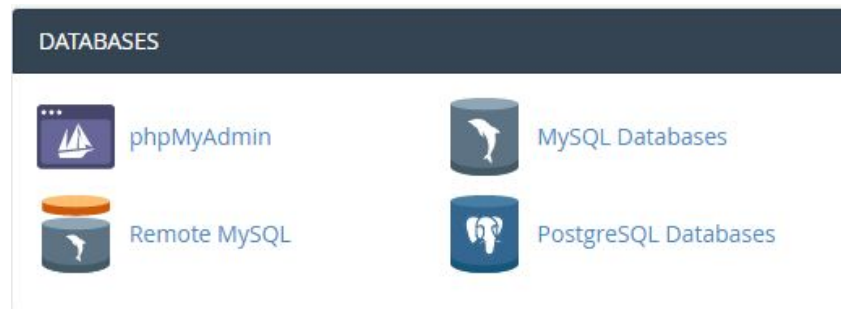 DATABASES
phpMyAdmin
MySQL Databases
Remote MySQL
PostgreSQL Databases